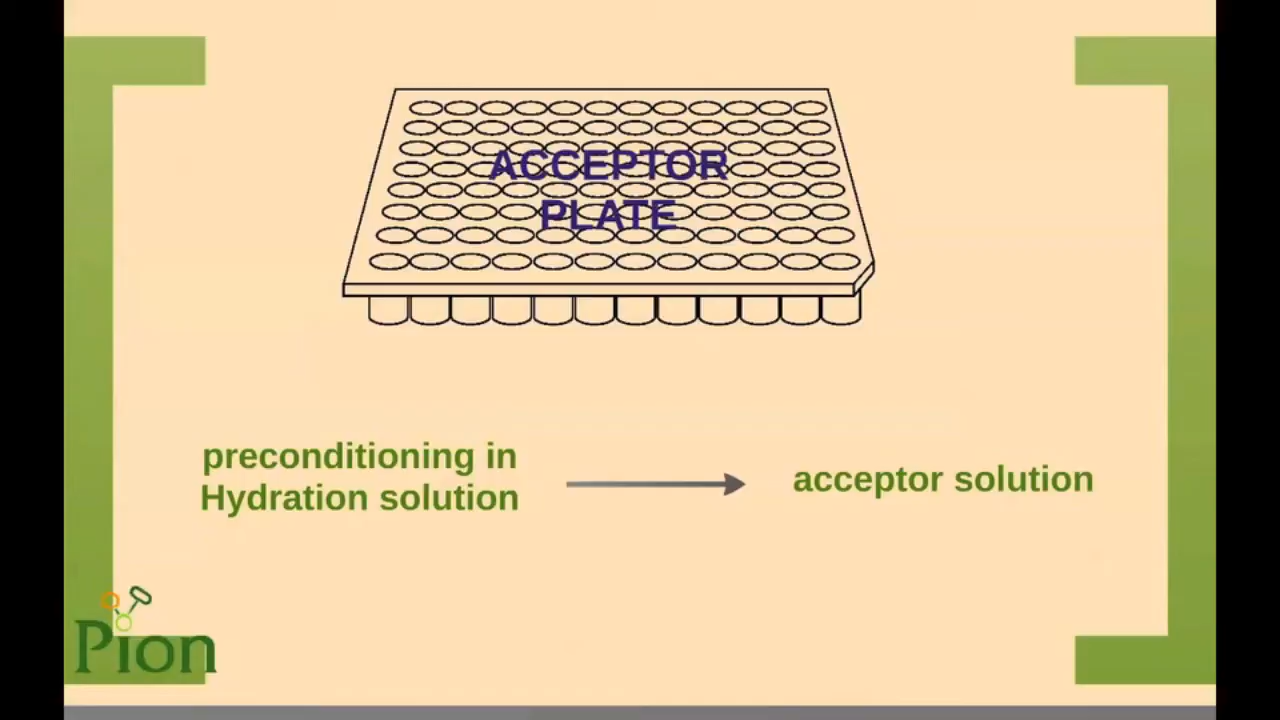 ACCEPTOR
PLATE
preconditioning in
Hydration solution
acceptor solution
Pion